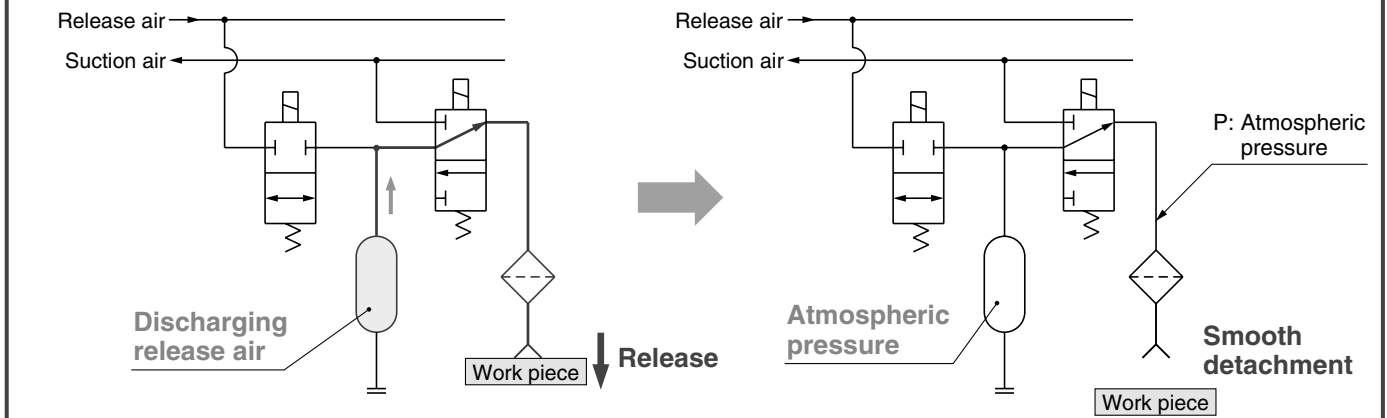 Release air
Suction air
Discharging
release air
Release
Work piece
Release air
Suction air
P: Atmospheric
pressure
Atmospheric
pressure
Smooth
detachment
Work piece